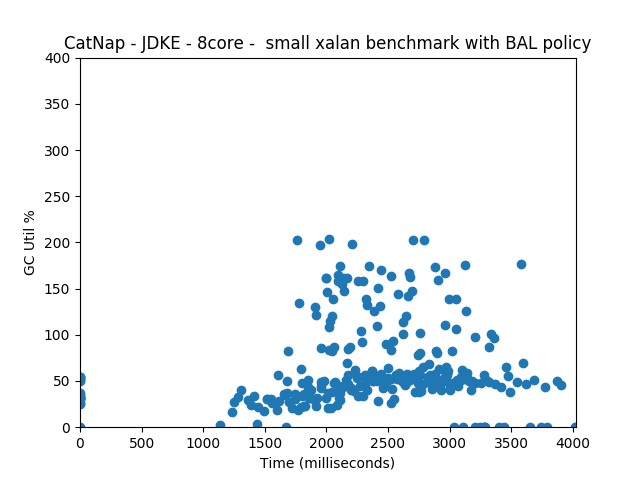 CatNap - JDKE - 8core -  small xalan benchmark with BAL policy
400
350
300
250
200
150
100
50
0
GC Util %
0 500 1000 1500 2000 2500 3000 3500 4000
Time (milliseconds)